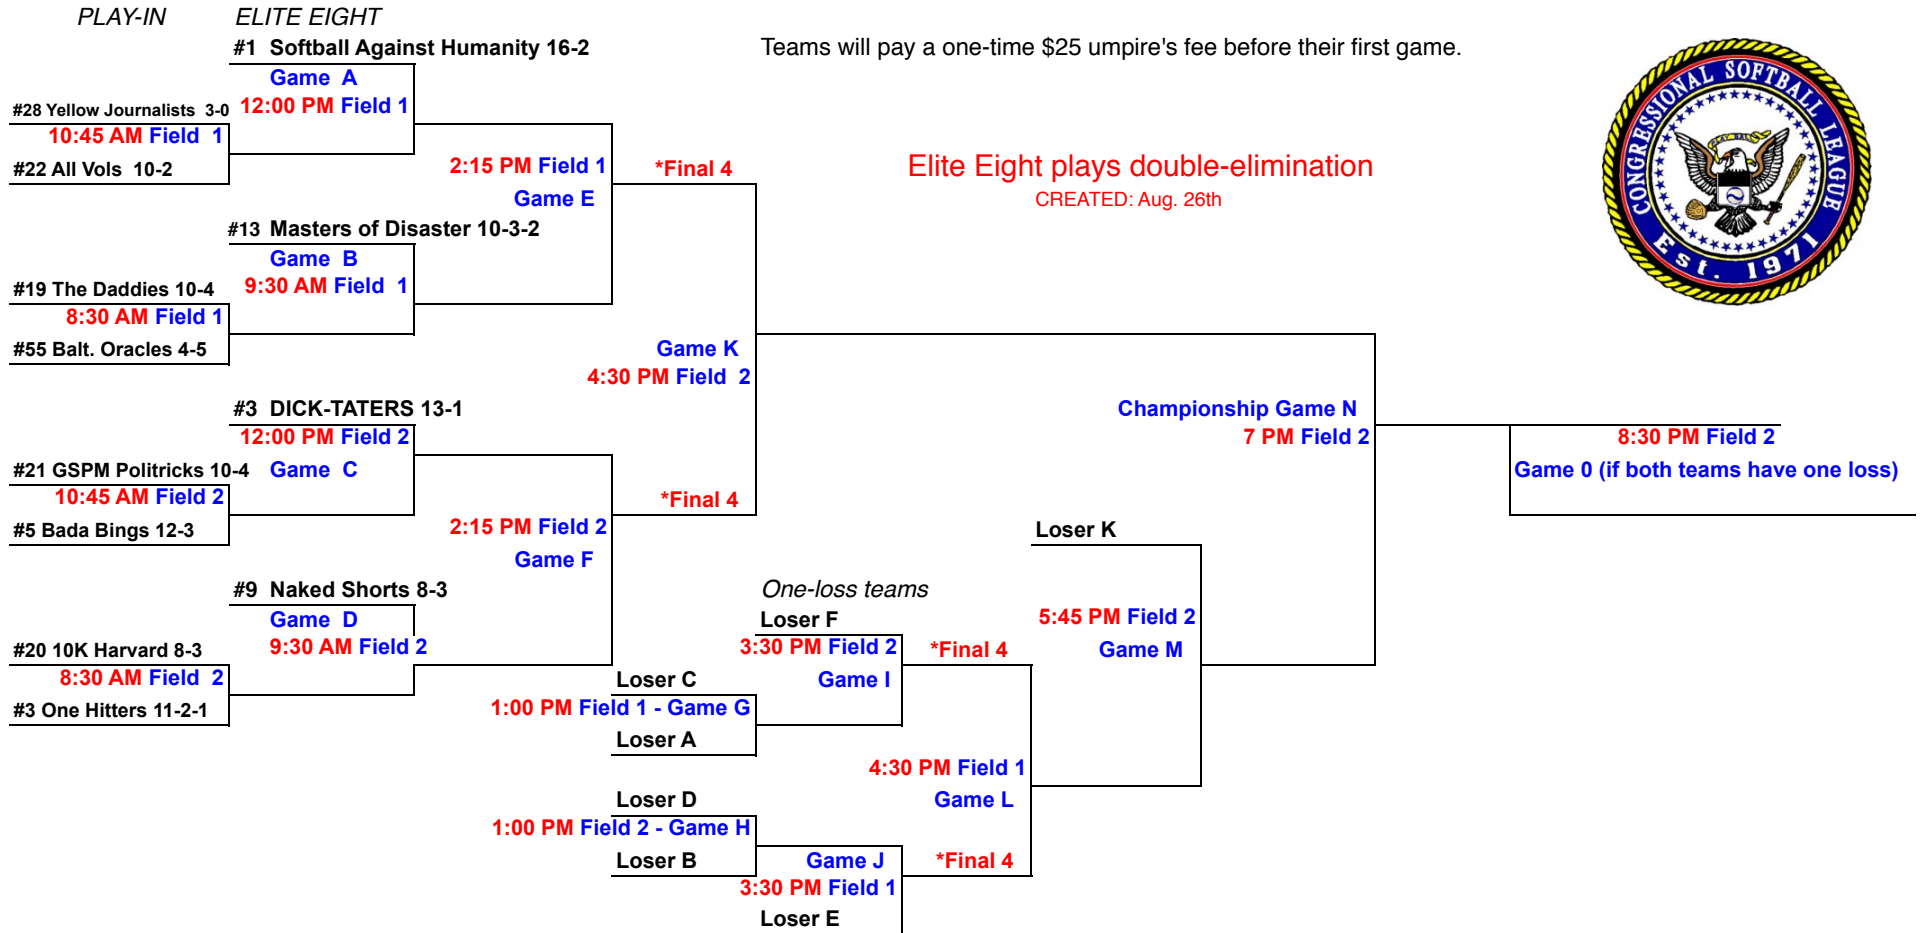 PLAY-IN ELITE EIGHT
#1 Softball Against Humanity 16-2
Teams will pay a one-time $25 umpire's fee before their first game.
Game A
#28 Yellow Journalists 3-0
12:00 PM Field 1
10:45 AM Field 1
#22 All Vols 10-2
2:15 PM Field 1
Game E
*Final 4
Elite Eight plays double-elimination
CREATED: Aug. 26th
CONGRESSIONAL SOFTBALL LEAGUE
Est. 1971
#13 Masters of Disaster 10-3-2
Game B
#19 The Daddies 10-4
9:30 AM Field 1
8:30 AM Field 1
#55 Balt. Oracles 4-5
Game K
4:30 PM Field 2
#3 DICK-TATERS 13-1
12:00 PM Field 2
#21 GSPM Politricks 10-4
Game C
10:45 AM Field 2
#5 Bada Bings 12-3
2:15 PM Field 2
Game F
*Final 4
Championship Game N
7 PM Field 2
8:30 PM Field 2
Game 0 (if both teams have one loss)
Loser K
#9 Naked Shorts 8-3
Game D
#20 10K Harvard 8-3
9:30 AM Field 2
8:30 AM Field 2
#3 One Hitters 11-2-1
One-loss teams
Loser F
3:30 PM Field 2
Game I
*Final 4
5:45 PM Field 2
Game M
Loser C
1:00 PM Field 1 - Game G
Loser A
4:30 PM Field 1
Game L
Loser D
1:00 PM Field 2 - Game H
Loser B
Game J
*Final 4
3:30 PM Field 1
Loser E